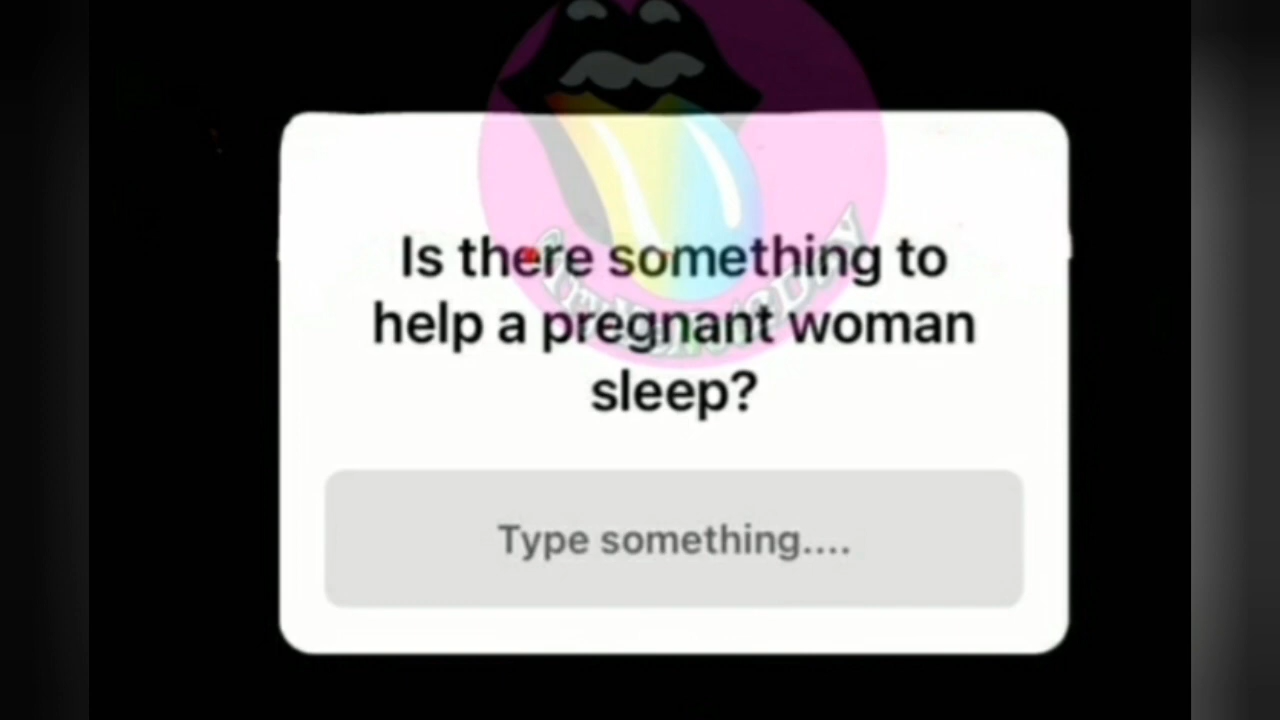 Is there something to
help a pregnant woman
sleep?
Type something....